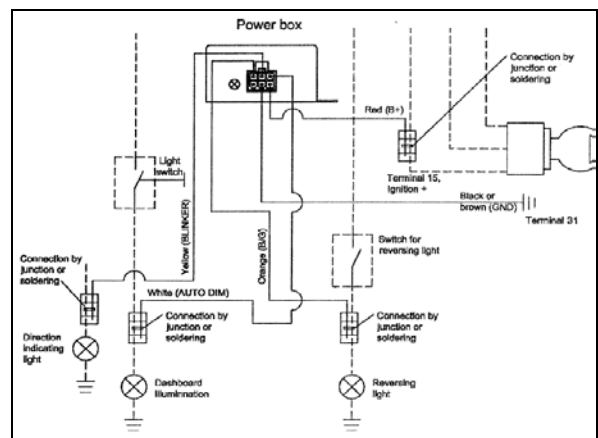 Power box
Connection by
junction or
soldering
Red (B+)
Terminal 15,
Ignition +
Black or
brown (GND)
Terminal 31
Light
switch
Switch for
reversing light
Yellow (BLINKER)
Orange (B/G)
Connection by
junction or
soldering
White (AUTO DIM)
Connection by
junction or
soldering
Connection by
junction or
soldering
Direction
indicating
light
Dashboard
illumination
Reversing
light